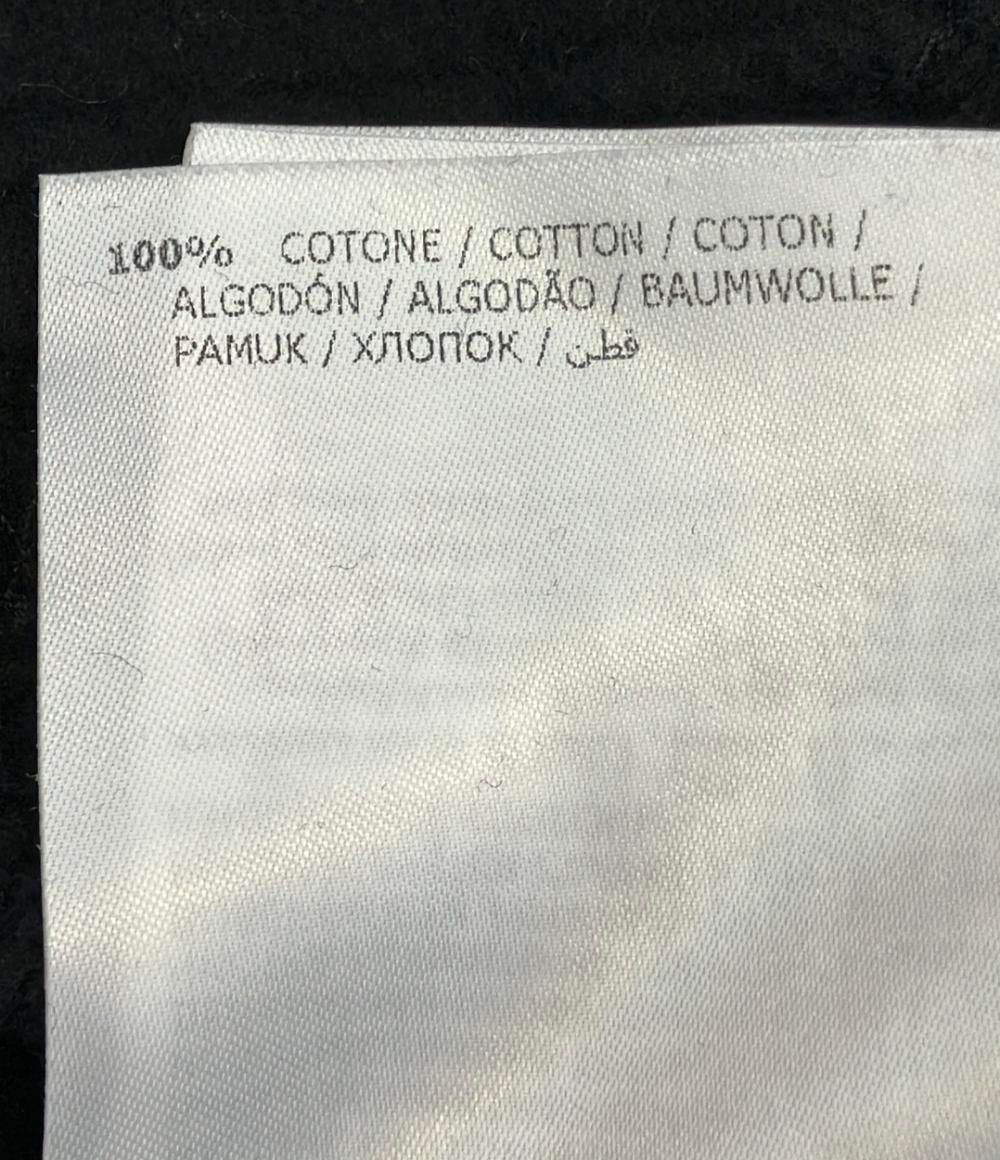 100% COTONE / COTTON / COTON /
ALGODÓN / ALGODÃO / BAUMWOLLE /
PAMUK / ХЛОПОК / قطن